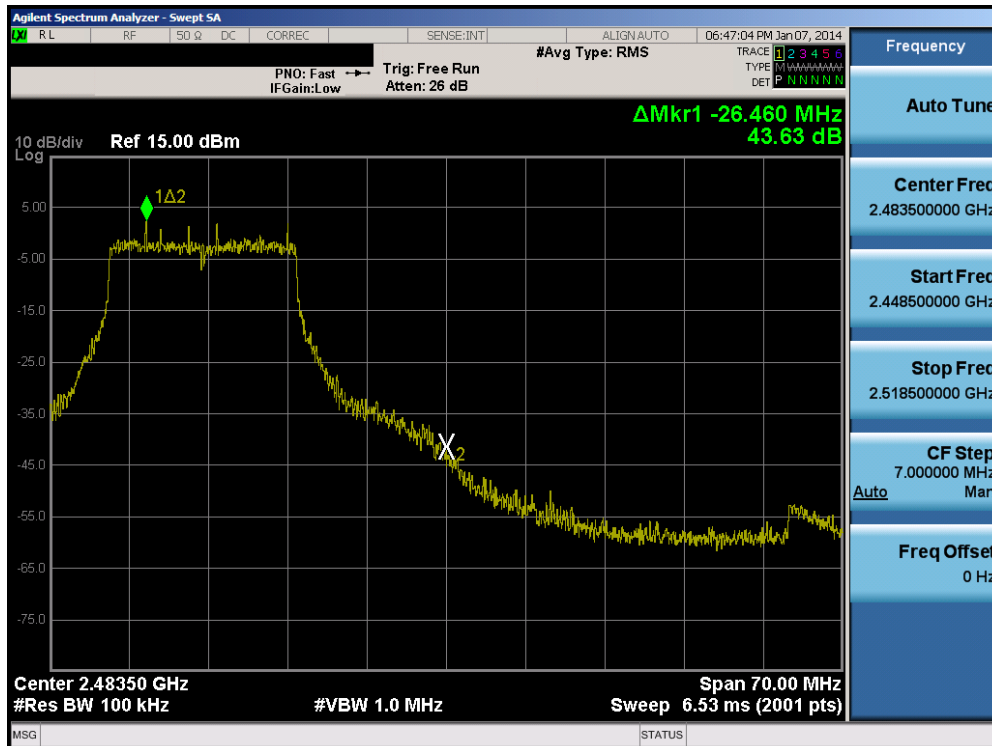 Agilent Spectrum Analyzer - Swept SA
LXI RL RF 50 Ω DC CORREC SENSE:INT ALIGN AUTO 06:47:04 PM Jan 07, 2014
#Avg Type: RMS TRACE 1 2 3 4 5 6
PNO: Fast Trig: Free Run TYPE M W W W W W
IFGain:Low Atten: 26 dB DET P N N N N N
ΔMkr1 -26.460 MHz
43.63 dB
10 dB/div Ref 15.00 dBm
Log
1Δ2
5.00
-5.00
-15.0
-25.0
-35.0
2
-45.0
-55.0
-65.0
-75.0
Center 2.48350 GHz Span 70.00 MHz
#Res BW 100 kHz #VBW 1.0 MHz Sweep 6.53 ms (2001 pts)
MSG STATUS
Frequency
Auto Tune
Center Freq
2.483500000 GHz
Start Freq
2.448500000 GHz
Stop Freq
2.518500000 GHz
CF Step
7.000000 MHz
Auto Man
Freq Offset
0 Hz